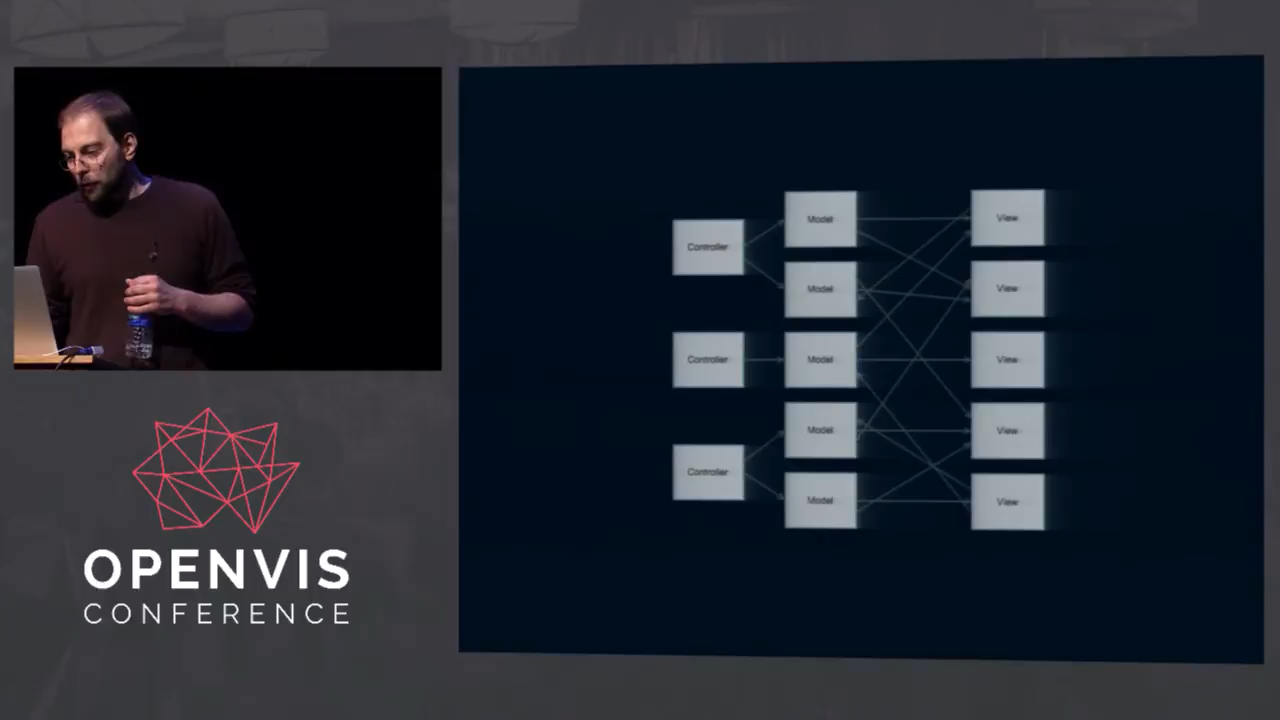 Controller
Controller
Controller
Model
Model
Model
Model
Model
View
View
View
View
View
OPENVIS
CONFERENCE